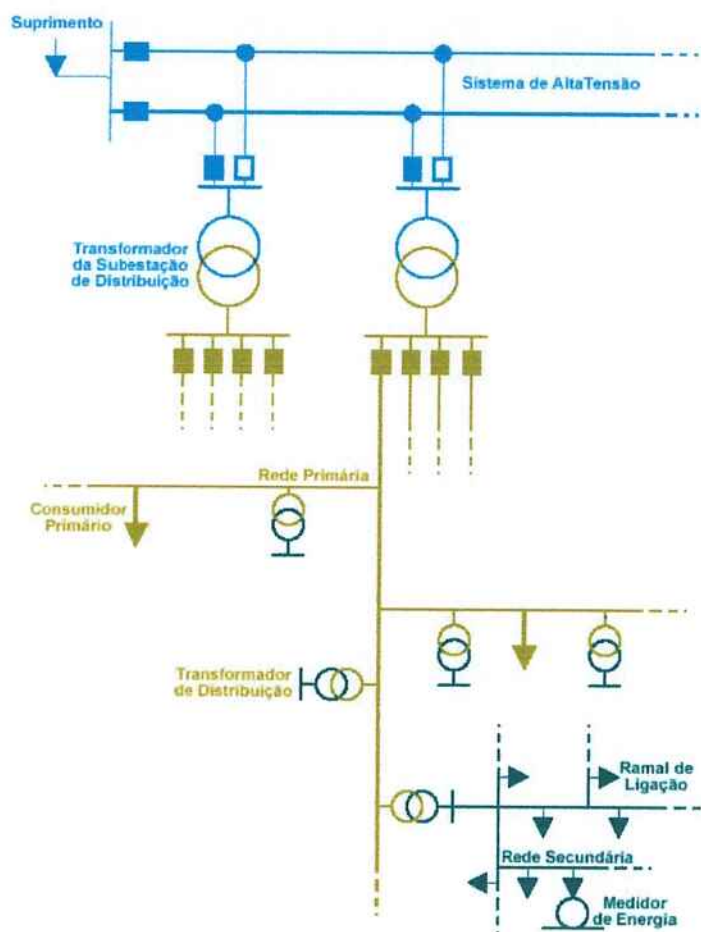 Suprimento
Sistema de AltaTensão
Transformador
da Subestação
de Distribuição
Rede Primária
Consumidor
Primário
Transformador
de Distribuição
Ramal de
Ligação
Rede Secundária
Medidor
de Energia